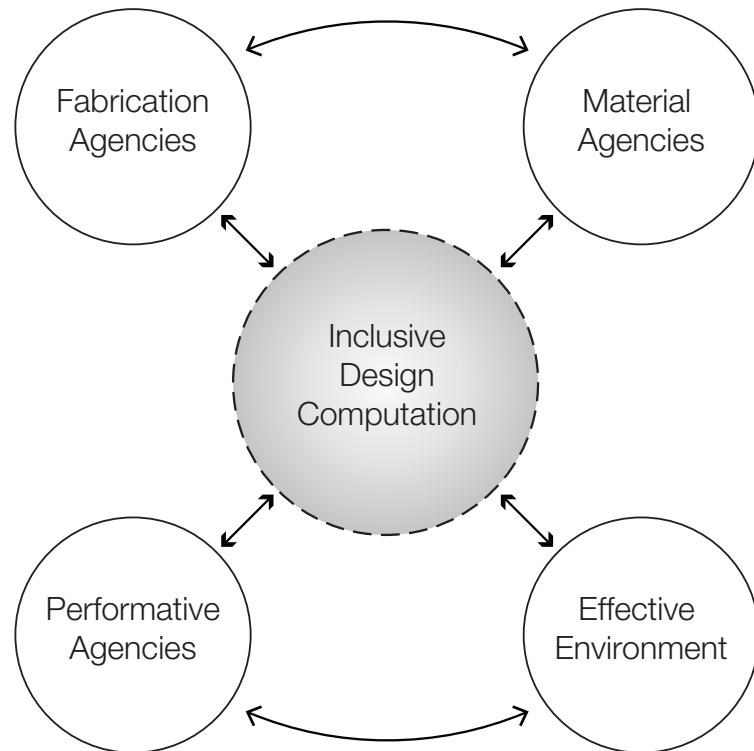 Fabrication
Agencies
Material
Agencies
Inclusive
Design
Computation
Performative
Agencies
Effective
Environment